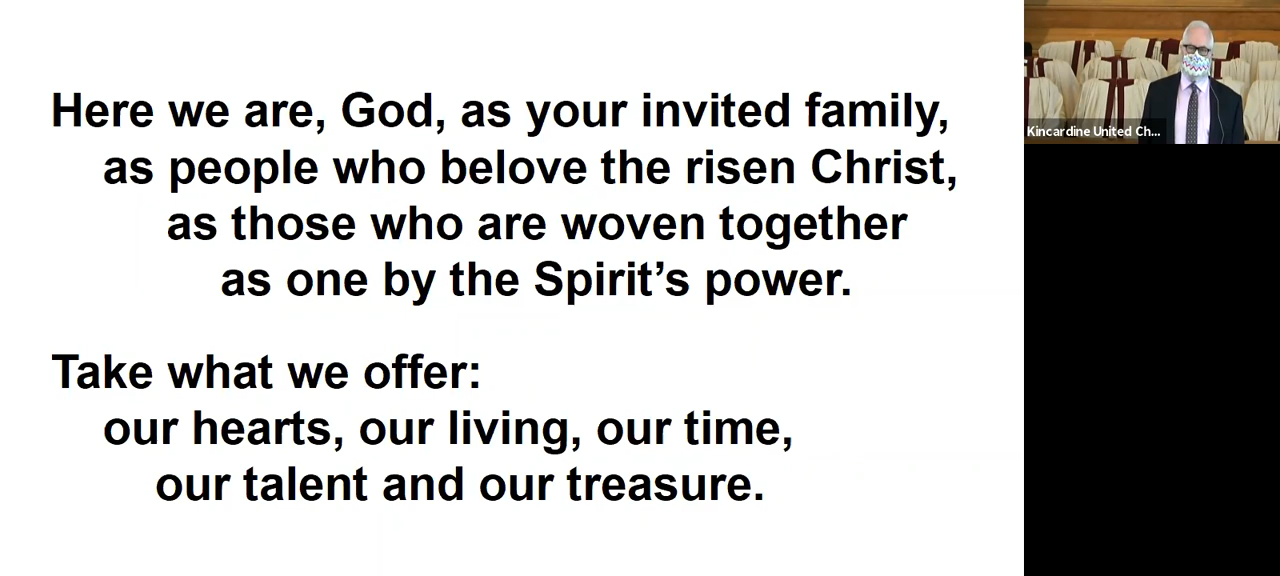 Here we are, God, as your invited family,
as people who belove the risen Christ,
as those who are woven together
as one by the Spirit’s power.
Take what we offer:
our hearts, our living, our time,
our talent and our treasure.
Kincardine United Ch...